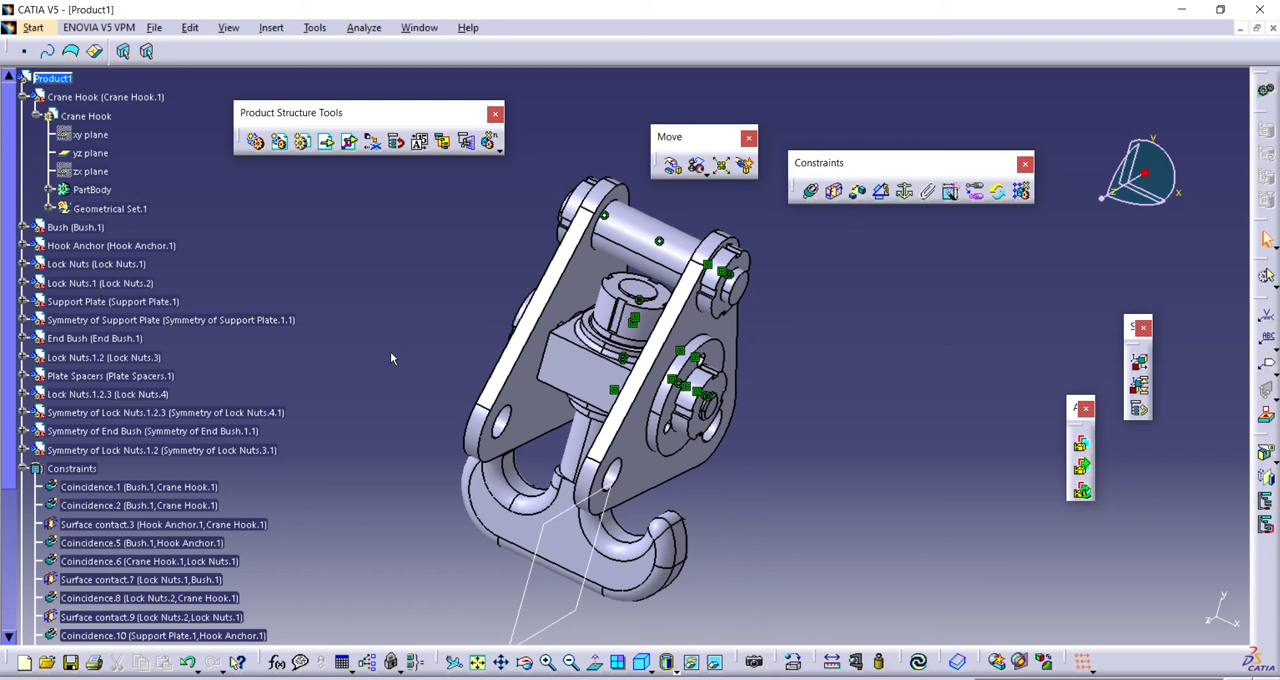 CATIA V5 - [Product1]
Start ENOVIA V5 VPM File Edit View Insert Tools Analyze Window Help
Product1
Crane Hook (Crane Hook.1)
Crane Hook
xy plane
yz plane
zx plane
PartBody
Geometrical Set.1
Bush (Bush.1)
Hook Anchor (Hook Anchor.1)
Lock Nuts (Lock Nuts.1)
Lock Nuts.1 (Lock Nuts.2)
Support Plate (Support Plate.1)
Symmetry of Support Plate (Symmetry of Support Plate.1.1)
End Bush (End Bush.1)
Lock Nuts.1.2 (Lock Nuts.3)
Plate Spacers (Plate Spacers.1)
Lock Nuts.1.2.3 (Lock Nuts.4)
Symmetry of Lock Nuts.1.2.3 (Symmetry of Lock Nuts.4.1)
Symmetry of End Bush (Symmetry of End Bush.1.1)
Symmetry of Lock Nuts.1.2 (Symmetry of Lock Nuts.3.1)
Constraints
Coincidence.1 (Bush.1,Crane Hook.1)
Coincidence.2 (Bush.1,Crane Hook.1)
Surface contact.3 (Hook Anchor.1,Crane Hook.1)
Coincidence.5 (Bush.1,Hook Anchor.1)
Coincidence.6 (Crane Hook.1,Lock Nuts.1)
Surface contact.7 (Lock Nuts.1,Bush.1)
Coincidence.8 (Lock Nuts.2,Crane Hook.1)
Surface contact.9 (Lock Nuts.2,Lock Nuts.1)
Coincidence.10 (Support Plate.1,Hook Anchor.1)
Product Structure Tools
Move
Constraints
S
A
y
x
z
y
x
z
f(x)
CATIA